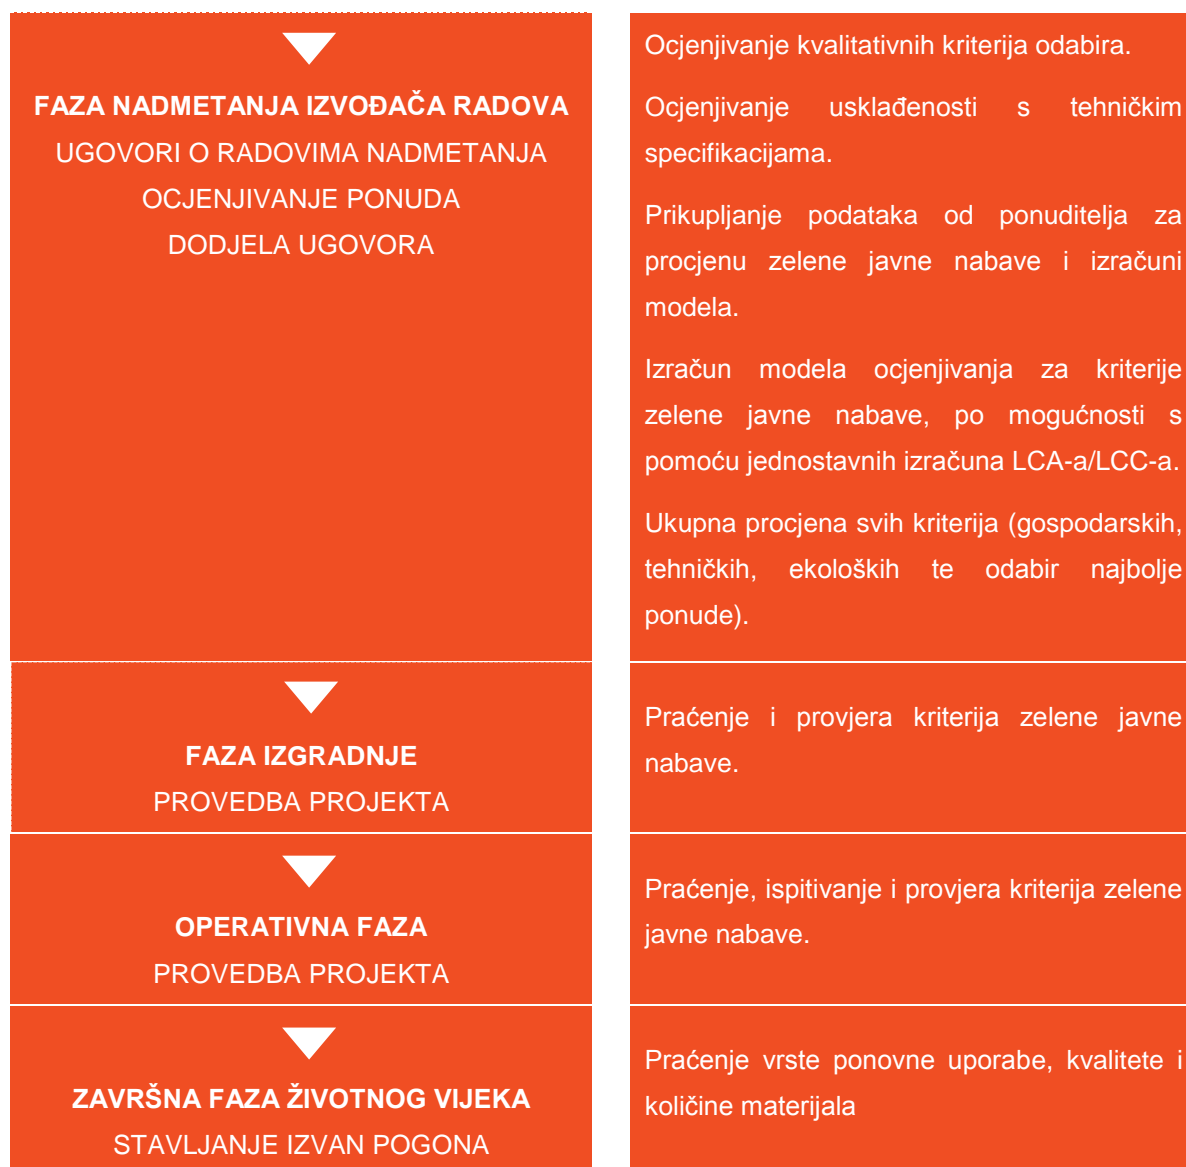 FAZA NADMETANJA IZVOĐAČA RADOVA
UGOVORI O RADOVIMA NADMETANJA
OCJENJIVANJE PONUDA
DODJELA UGOVORA
Ocjenjivanje kvalitativnih kriterija odabira.
Ocjenjivanje usklađenosti s tehničkim
specifikacijama.
Prikupljanje podataka od ponuditelja za
procjenu zelene javne nabave i izračuni
modela.
Izračun modela ocjenjivanja za kriterije
zelene javne nabave, po mogućnosti s
pomoću jednostavnih izračuna LCA-a/LCC-a.
Ukupna procjena svih kriterija (gospodarskih,
tehničkih, ekoloških te odabir najbolje
ponude).
FAZA IZGRADNJE
PROVEDBA PROJEKTA
Praćenje i provjera kriterija zelene javne
nabave.
OPERATIVNA FAZA
PROVEDBA PROJEKTA
Praćenje, ispitivanje i provjera kriterija zelene
javne nabave.
ZAVRŠNA FAZA ŽIVOTNOG VIJEKA
STAVLJANJE IZVAN POGONA
Praćenje vrste ponovne uporabe, kvalitete i
količine materijala